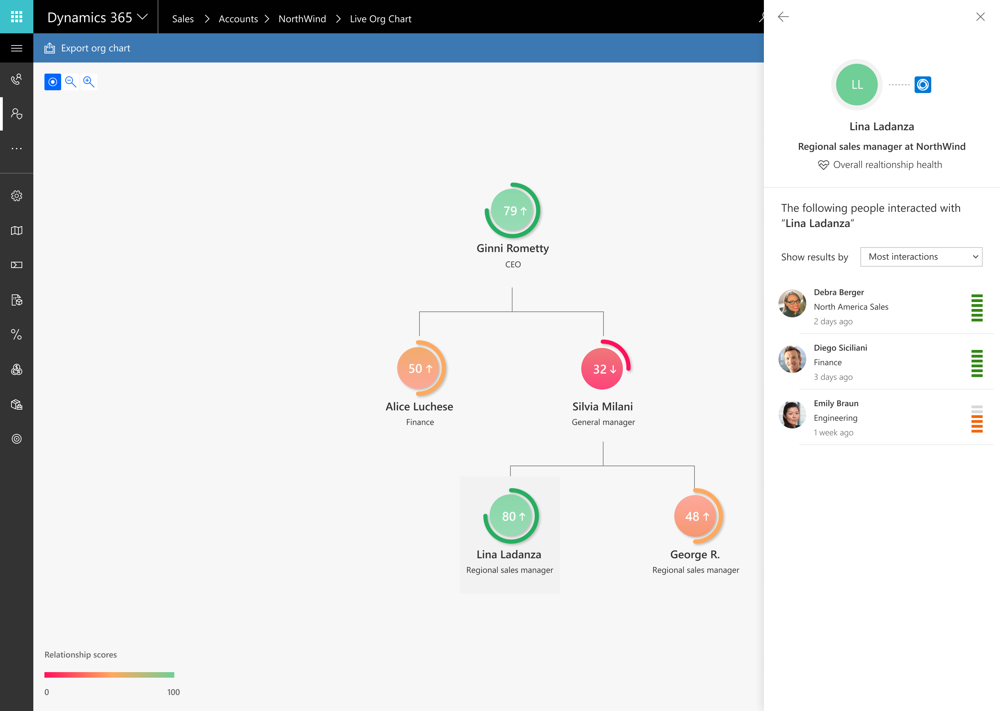 Dynamics 365
Sales > Accounts > NorthWind > Live Org Chart
Export org chart
79 ↑
Ginni Rometty
CEO
50 ↑
Alice Luchese
Finance
32 ↓
Silvia Milani
General manager
80 ↑
Lina Ladanza
Regional sales manager
48 ↑
George R.
Regional sales manager
Relationship scores
0 100
LL
Lina Ladanza
Regional sales manager at NorthWind
Overall realtionship health
The following people interacted with
“Lina Ladanza”
Show results by Most interactions
Debra Berger
North America Sales
2 days ago
Diego Siciliani
Finance
3 days ago
Emily Braun
Engineering
1 week ago